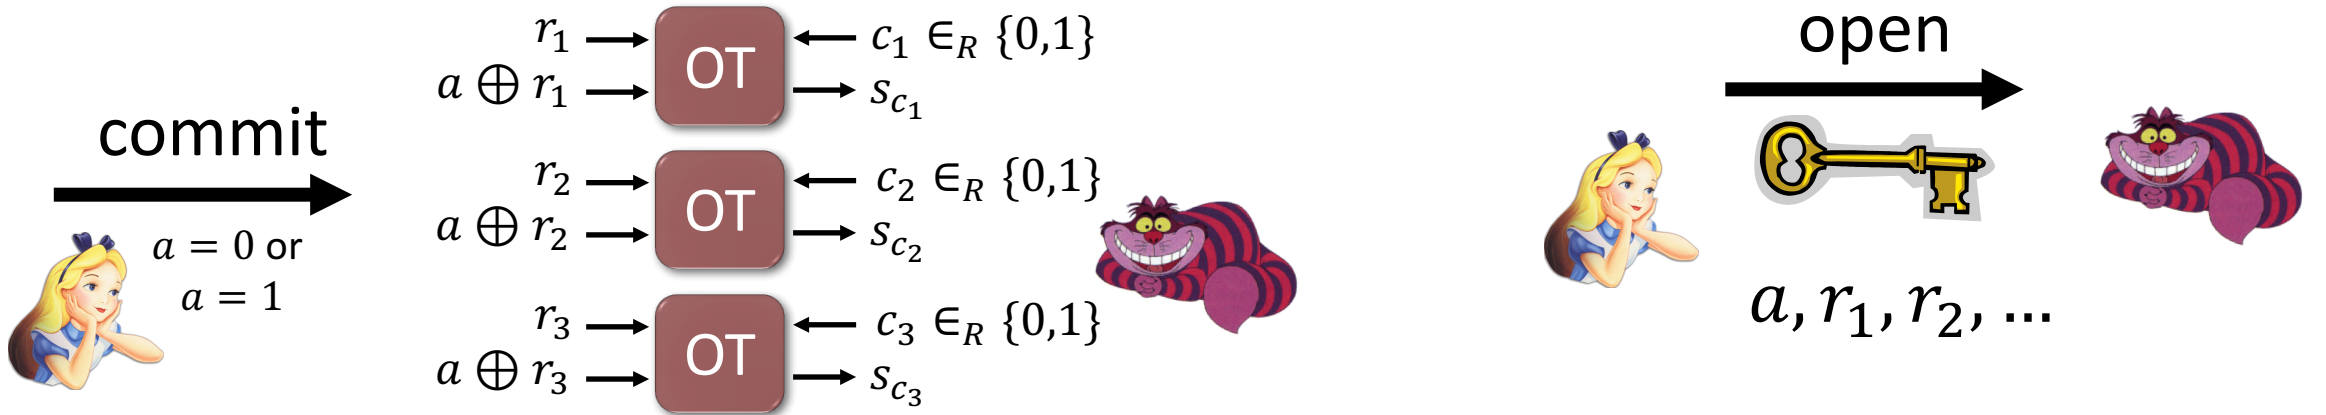 commit
a = 0 or
a = 1
r₁
a ⊕ r₁
OT
c₁ ∈_R {0,1}
s_{c₁}
r₂
a ⊕ r₂
OT
c₂ ∈_R {0,1}
s_{c₂}
r₃
a ⊕ r₃
OT
c₃ ∈_R {0,1}
s_{c₃}
open
a, r₁, r₂, ...